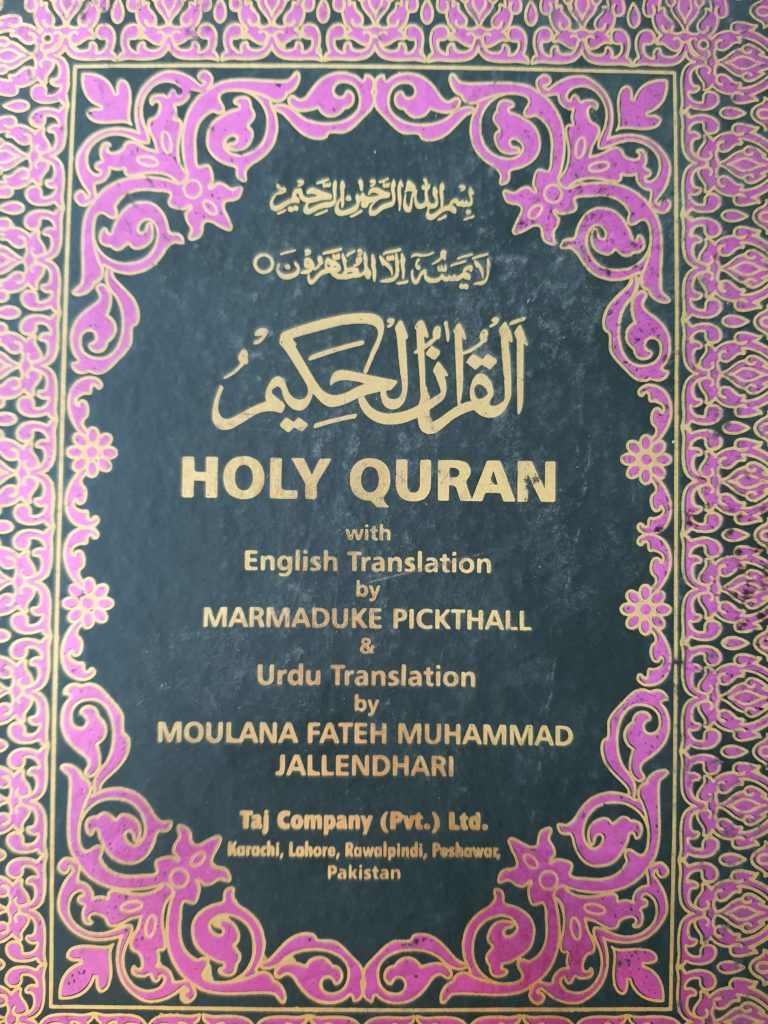 بِسْمِ اللهِ الرَّحْمٰنِ الرَّحِيْمِ
لَا يَمَسُّهٗۤ اِلَّا الْمُطَهَّرُوْنَ ○
اَلْقُرْاٰنُ الْحَكِيْمُ
HOLY QURAN
with
English Translation
by
MARMADUKE PICKTHALL
&
Urdu Translation
by
MOULANA FATEH MUHAMMAD
JALLENDHARI
Taj Company (Pvt.) Ltd.
Karachi, Lahore, Rawalpindi, Peshawar,
Pakistan